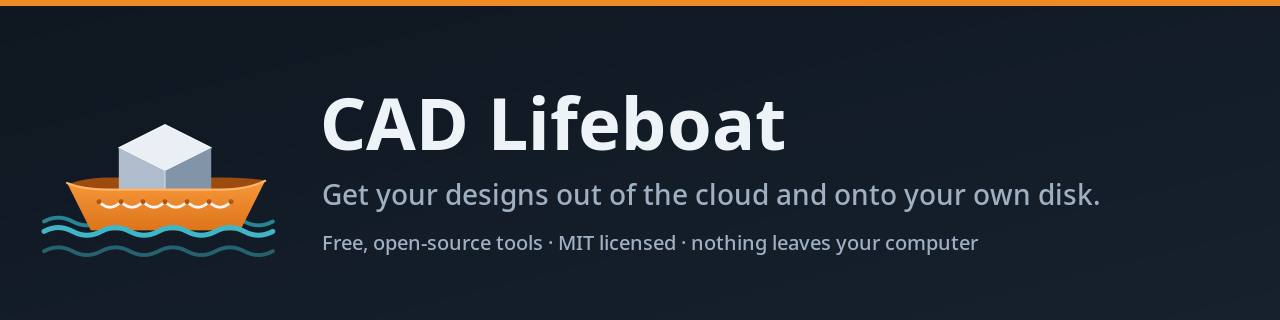 CAD Lifeboat
Get your designs out of the cloud and onto your own disk.
Free, open-source tools · MIT licensed · nothing leaves your computer